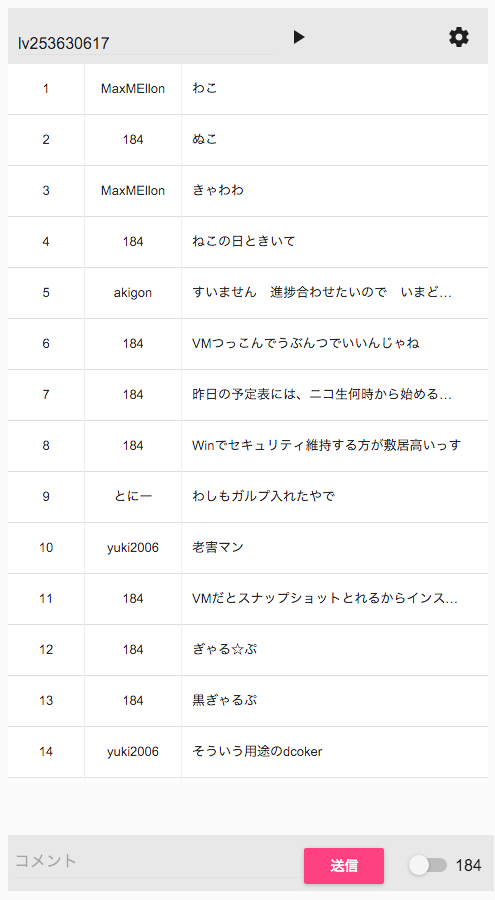 lv253630617
1 MaxMEllon わこ
2 184 ぬこ
3 MaxMEllon きゃわわ
4 184 ねこの日ときいて
5 akigon すいません　進捗合わせたいので　いまど…
6 184 VMつっこんでうぶんつでいいんじゃね
7 184 昨日の予定表には、ニコ生何時から始める…
8 184 Winでセキュリティ維持する方が敷居高いっす
9 とにー わしもガルプ入れたやで
10 yuki2006 老害マン
11 184 VMだとスナップショットとれるからインス…
12 184 ぎゃる☆ぷ
13 184 黒ぎゃるぷ
14 yuki2006 そういう用途のdcoker
コメント 送信 184